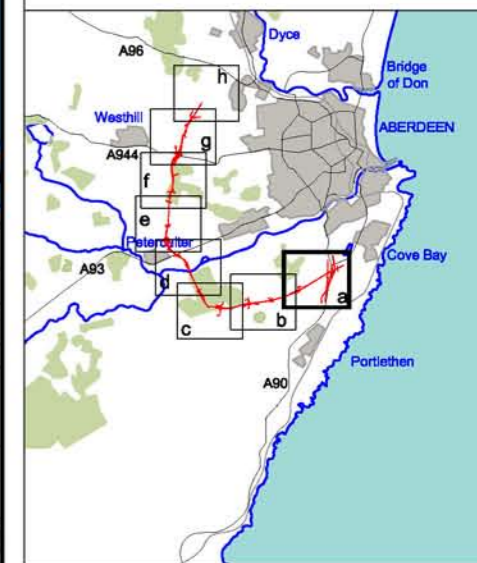 Dyce
A96
Bridge
of Don
h
Westhill
ABERDEEN
g
A944
f
e
Peterculter
Cove Bay
A93
d
a
c
b
Portlethen
A90